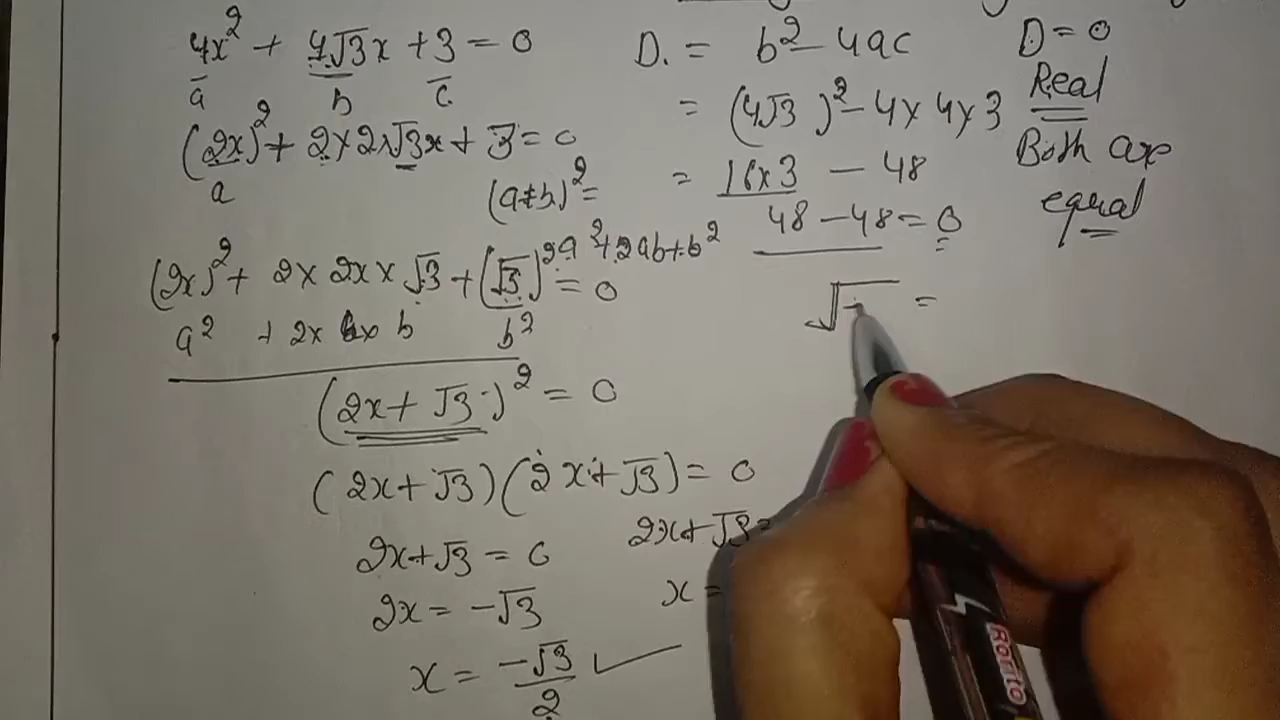 4x² + 4√3x + 3 = 0
a b c
(2x)² + 2×2√3x + 3 = 0
a
(a+b)² =
a² + 2ab + b²
(2x)² + 2× 2x × √3 + (√3)² = 0
a² + 2× a× b b²
(2x + √3)² = 0
(2x+√3)(2x+√3) = 0
2x+√3 = 0
2x = -√3
x = -√3/2
2x+√3=
x =
D. = b² - 4ac
= (4√3)² - 4×4×3
= 16×3 - 48
48 - 48 = 0
√- =
D = 0
Real
Both are
equal
Rorito